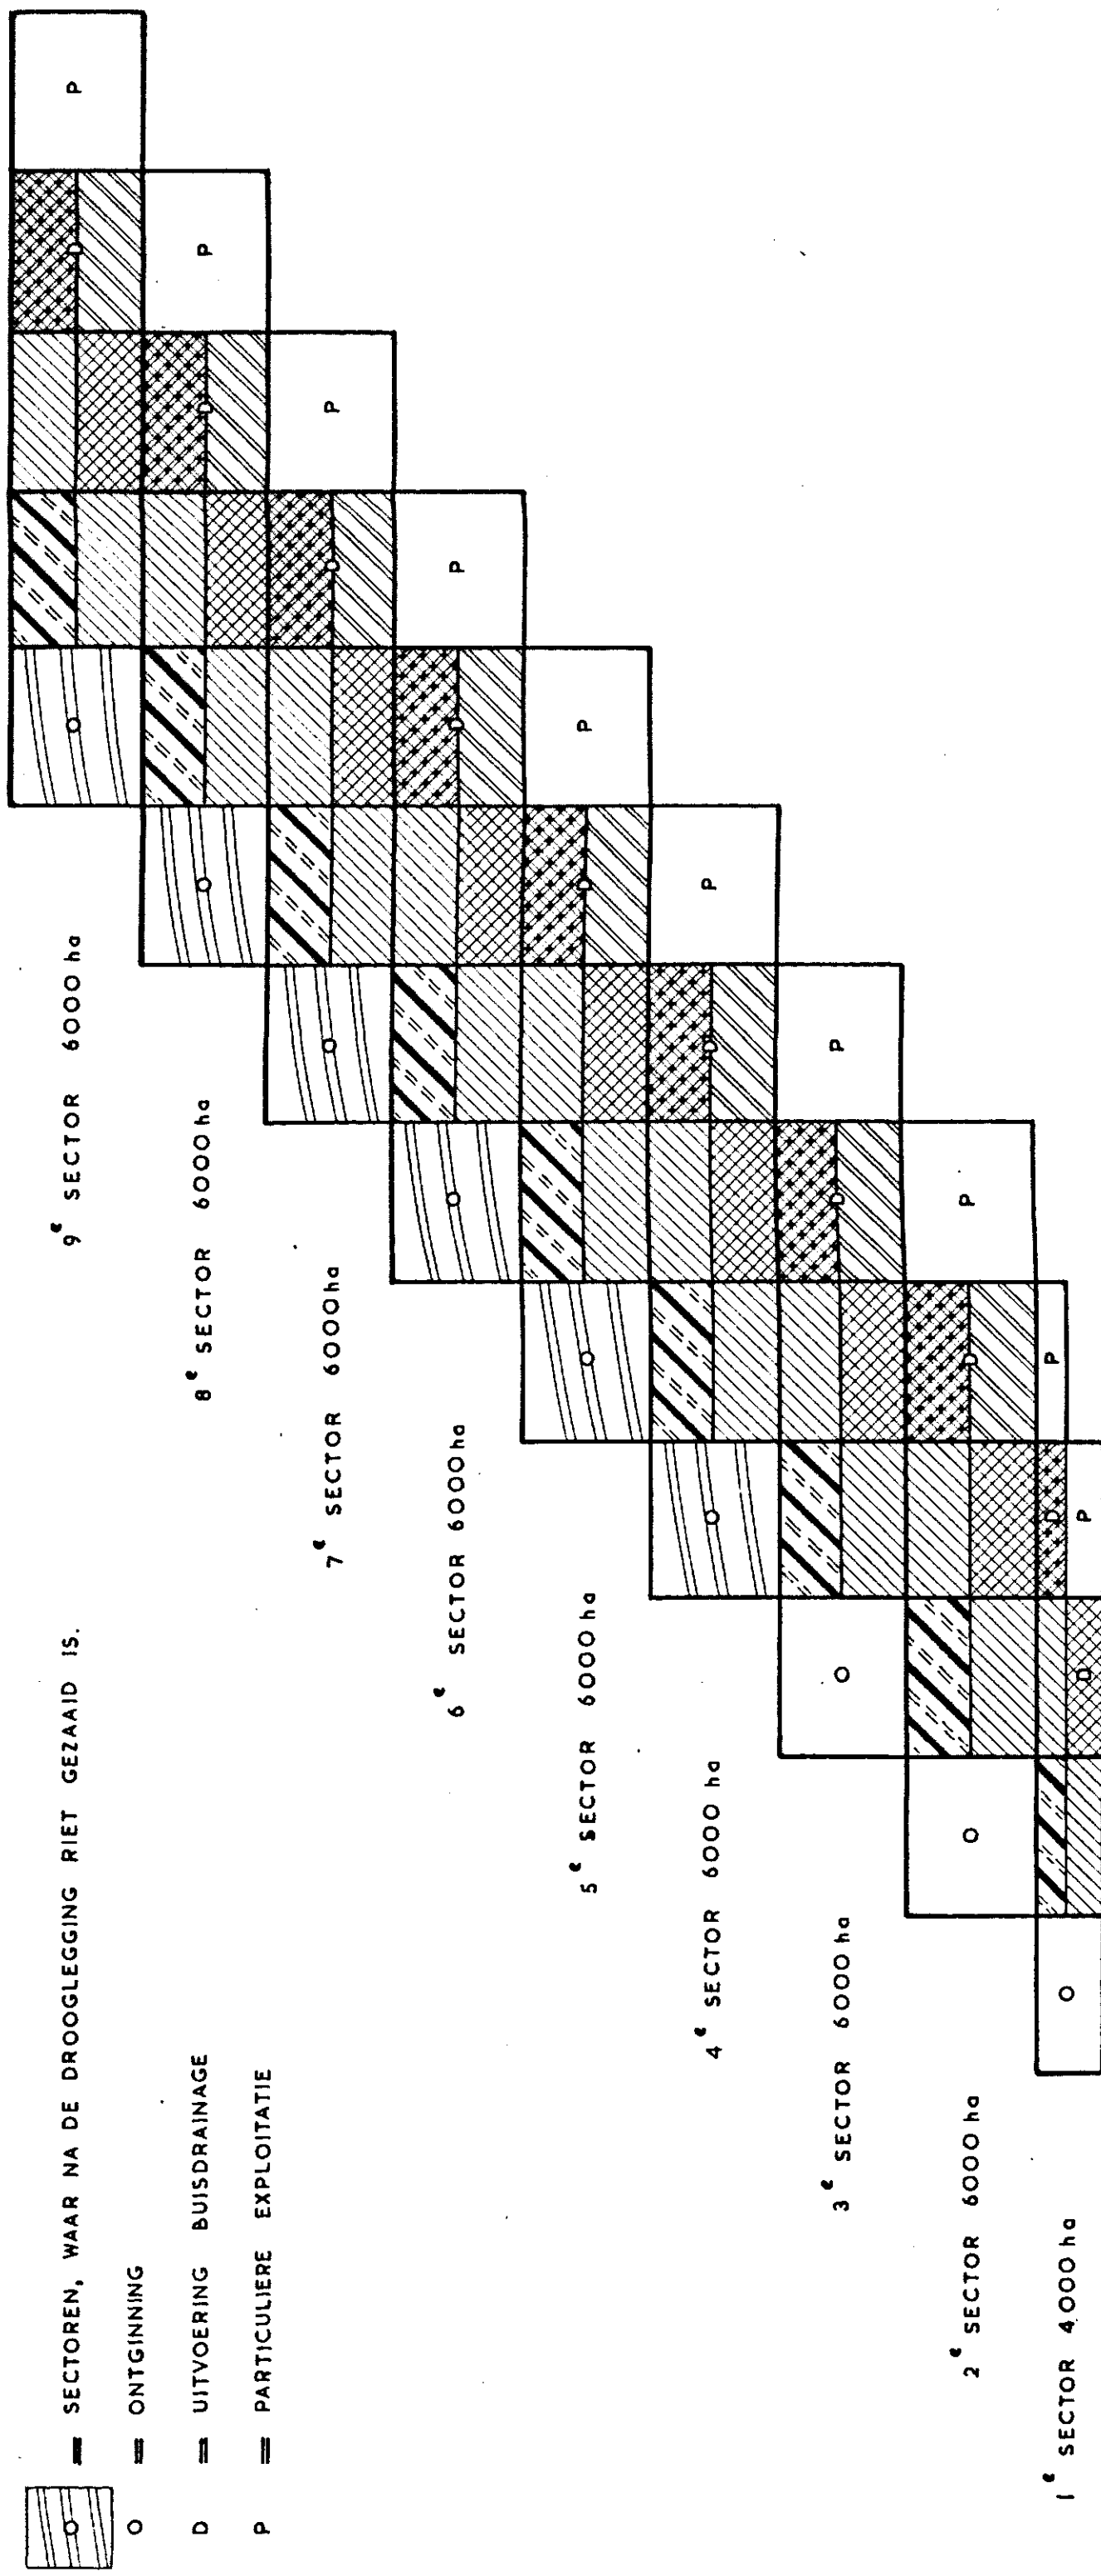 O = SECTOREN, WAAR NA DE DROOGLEGGING RIET GEZAAID IS.
O = ONTGINNING
D = UITVOERING BUISDRAINAGE
P = PARTICULIERE EXPLOITATIE
9e SECTOR 6000 ha
O D P
8e SECTOR 6000 ha
O D P
7e SECTOR 6000 ha
O D P
6e SECTOR 6000 ha
O D P
5e SECTOR 6000 ha
O D P
4e SECTOR 6000 ha
O D P
3e SECTOR 6000 ha
O D P
2e SECTOR 6000 ha
O D P
1e SECTOR 4000 ha
O D D P P